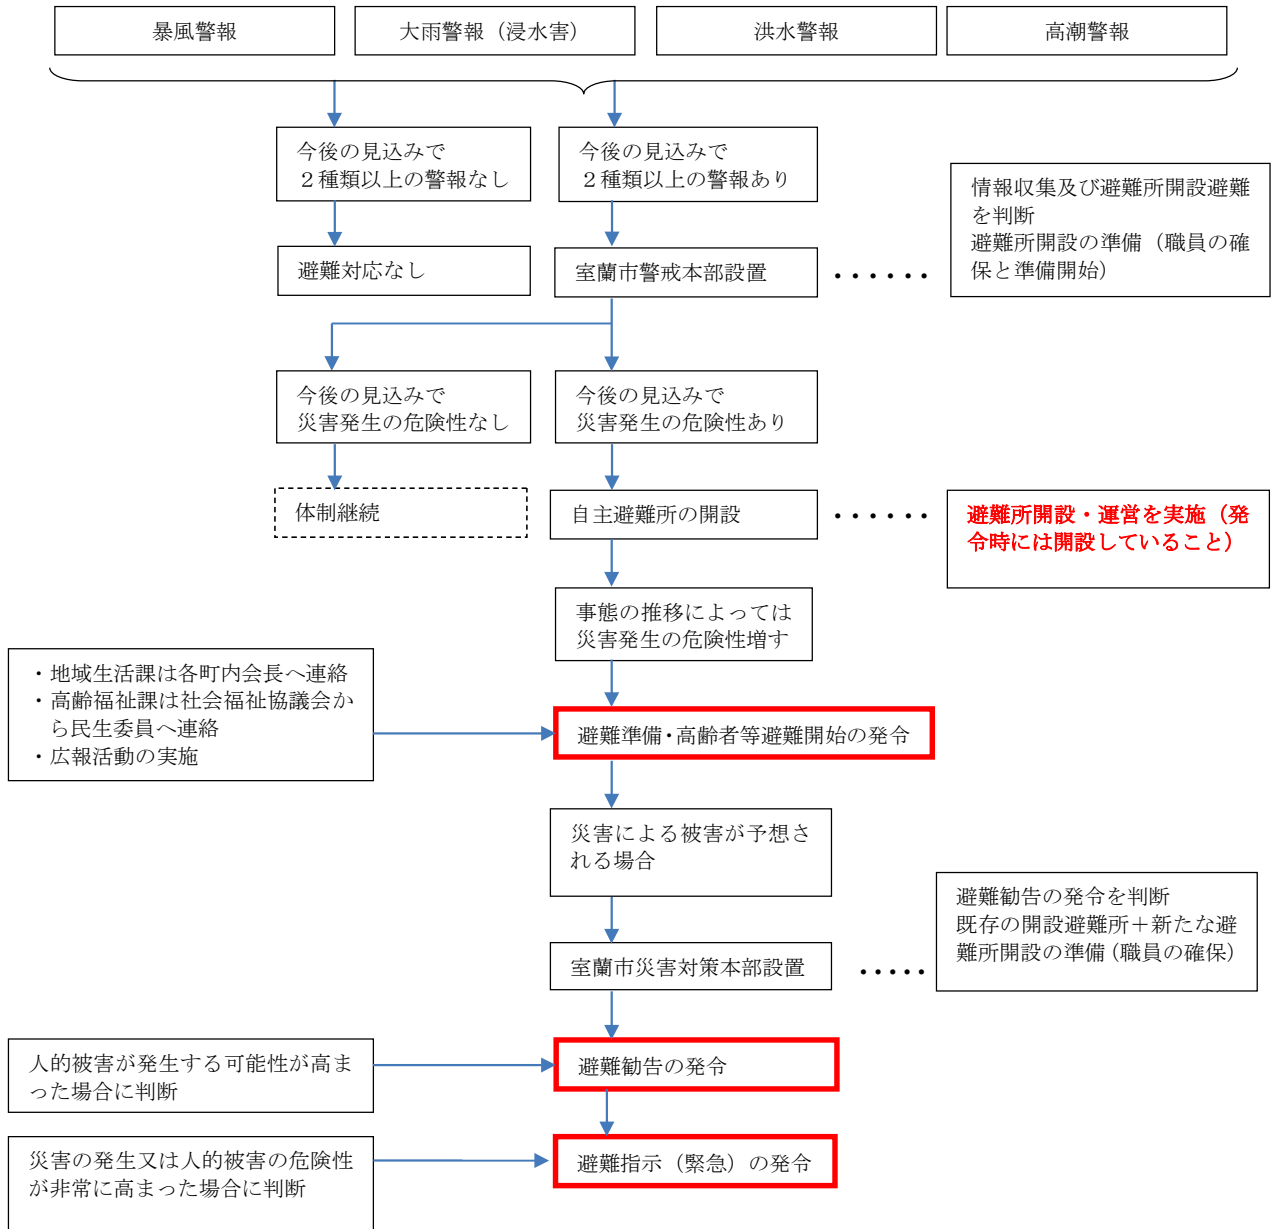 暴風警報
大雨警報（浸水害）
洪水警報
高潮警報
今後の見込みで
２種類以上の警報なし
今後の見込みで
２種類以上の警報あり
情報収集及び避難所開設避難
を判断
避難所開設の準備（職員の確
保と準備開始）
避難対応なし
室蘭市警戒本部設置
・・・・・・
今後の見込みで
災害発生の危険性なし
今後の見込みで
災害発生の危険性あり
体制継続
自主避難所の開設
・・・・・・
避難所開設・運営を実施（発
令時には開設していること）
事態の推移によっては
災害発生の危険性増す
・地域生活課は各町内会長へ連絡
・高齢福祉課は社会福祉協議会か
ら民生委員へ連絡
・広報活動の実施
避難準備・高齢者等避難開始の発令
災害による被害が予想さ
れる場合
避難勧告の発令を判断
既存の開設避難所＋新たな避
難所開設の準備（職員の確保）
室蘭市災害対策本部設置
・・・・・
人的被害が発生する可能性が高ま
った場合に判断
避難勧告の発令
災害の発生又は人的被害の危険性
が非常に高まった場合に判断
避難指示（緊急）の発令